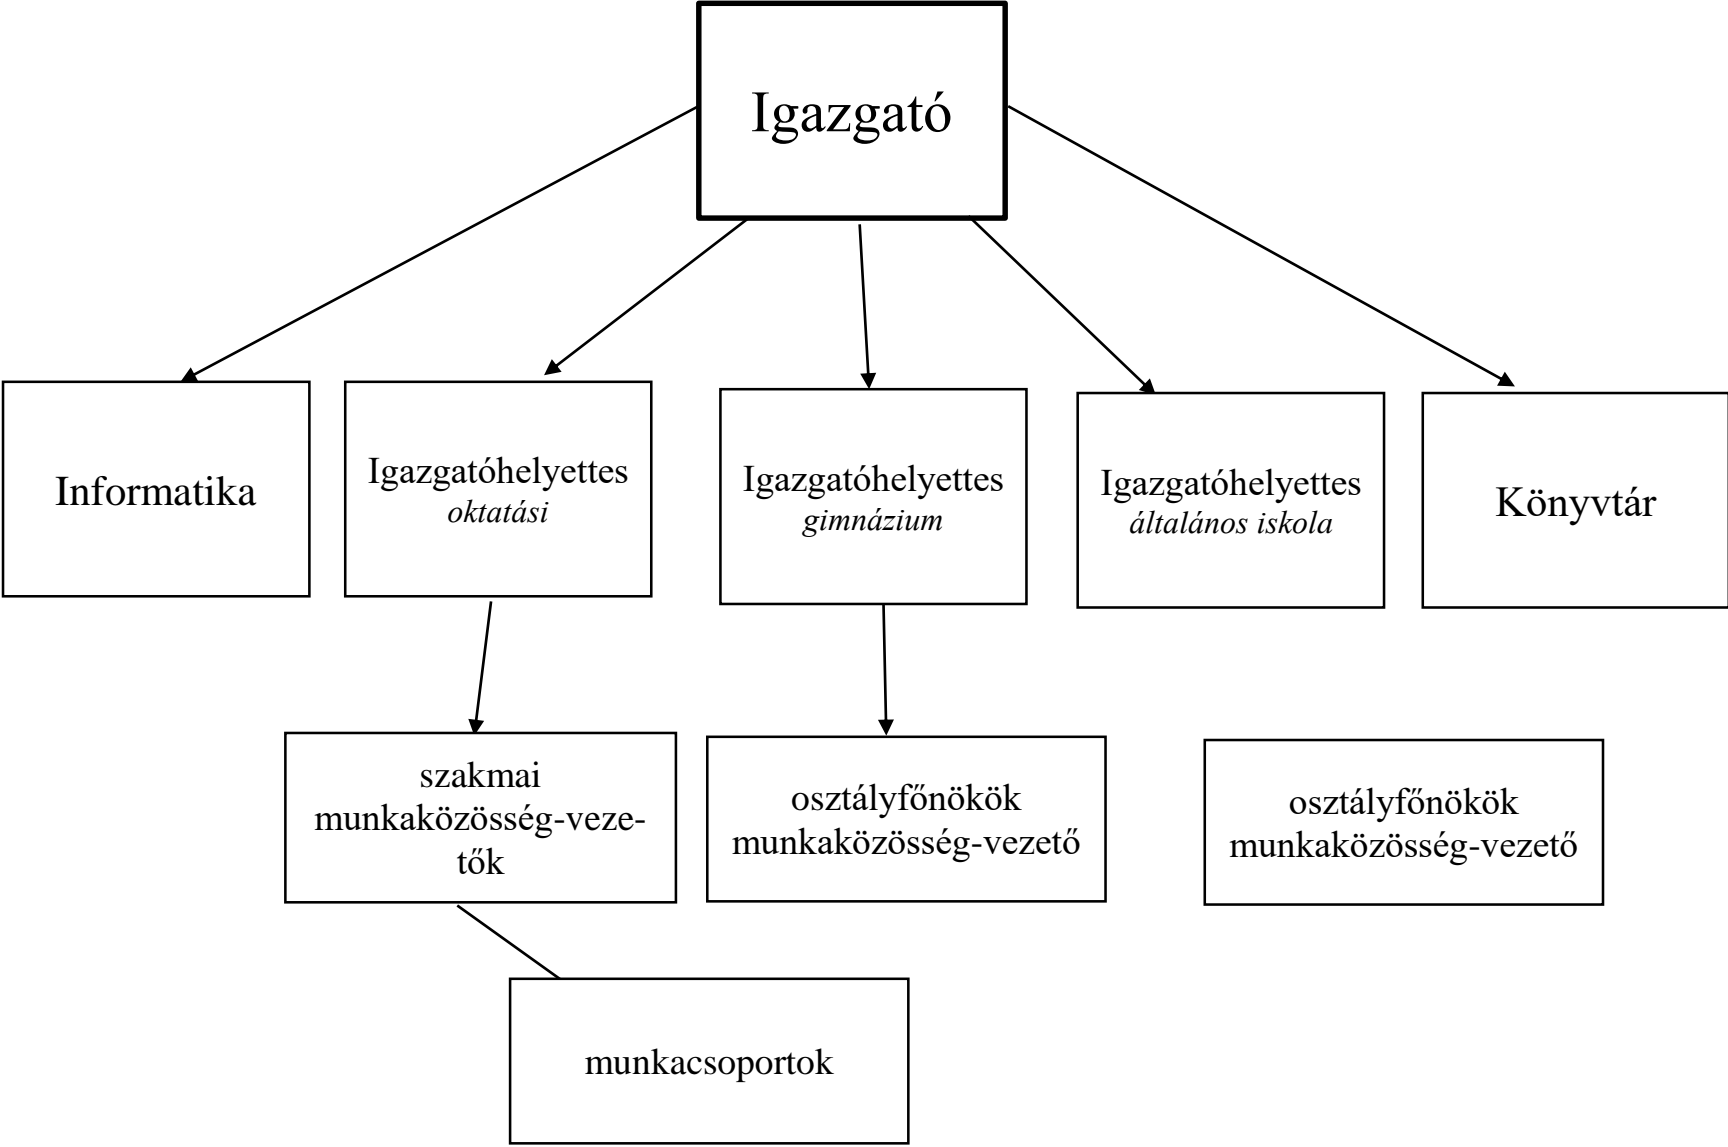 Igazgató
Informatika
Igazgatóhelyettes
oktatási
Igazgatóhelyettes
gimnázium
Igazgatóhelyettes
általános iskola
Könyvtár
szakmai
munkaközösség-veze-
tők
osztályfőnökök
munkaközösség-vezető
osztályfőnökök
munkaközösség-vezető
munkacsoportok